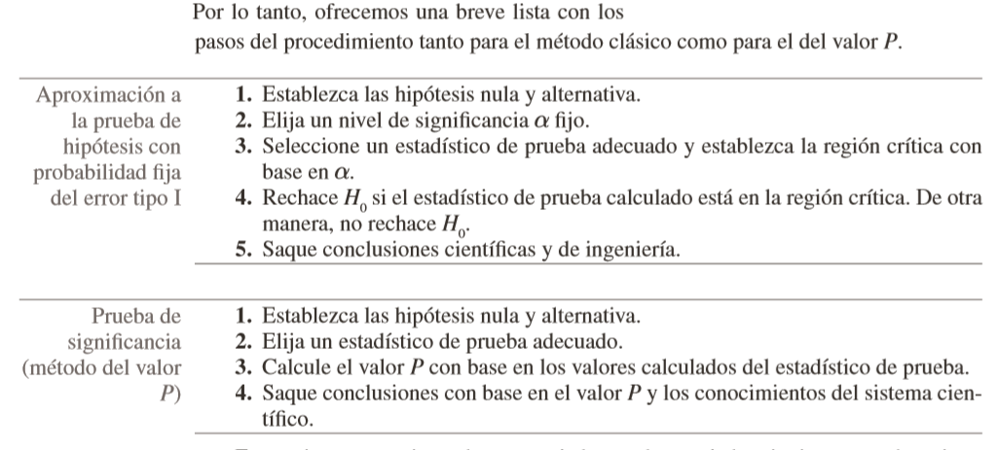 Por lo tanto, ofrecemos una breve lista con los
pasos del procedimiento tanto para el método clásico como para el del valor P.
Aproximación a
la prueba de
hipótesis con
probabilidad fija
del error tipo I
1. Establezca las hipótesis nula y alternativa.
2. Elija un nivel de significancia α fijo.
3. Seleccione un estadístico de prueba adecuado y establezca la región crítica con
base en α.
4. Rechace H₀ si el estadístico de prueba calculado está en la región crítica. De otra
manera, no rechace H₀.
5. Saque conclusiones científicas y de ingeniería.
Prueba de
significancia
(método del valor
P)
1. Establezca las hipótesis nula y alternativa.
2. Elija un estadístico de prueba adecuado.
3. Calcule el valor P con base en los valores calculados del estadístico de prueba.
4. Saque conclusiones con base en el valor P y los conocimientos del sistema cien-
tífico.